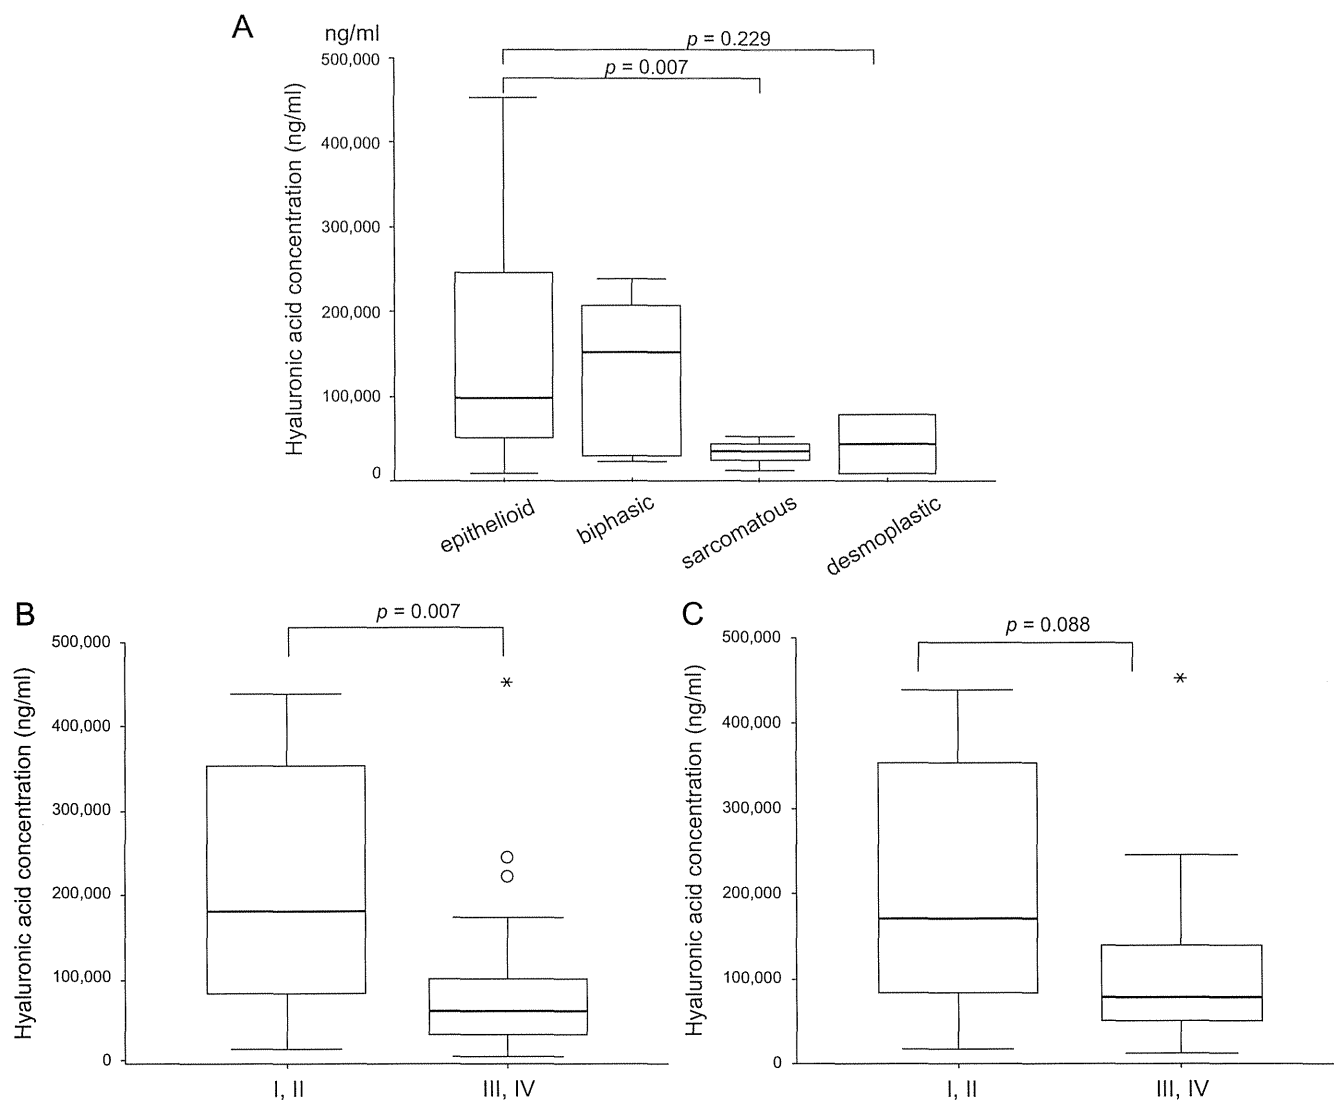 A
ng/ml
p = 0.229
p = 0.007
Hyaluronic acid concentration (ng/ml)
500,000
400,000
300,000
200,000
100,000
0
epithelioid
biphasic
sarcomatous
desmoplastic
B
p = 0.007
Hyaluronic acid concentration (ng/ml)
500,000
400,000
300,000
200,000
100,000
0
*
I, II
III, IV
C
p = 0.088
Hyaluronic acid concentration (ng/ml)
500,000
400,000
300,000
200,000
100,000
0
*
I, II
III, IV